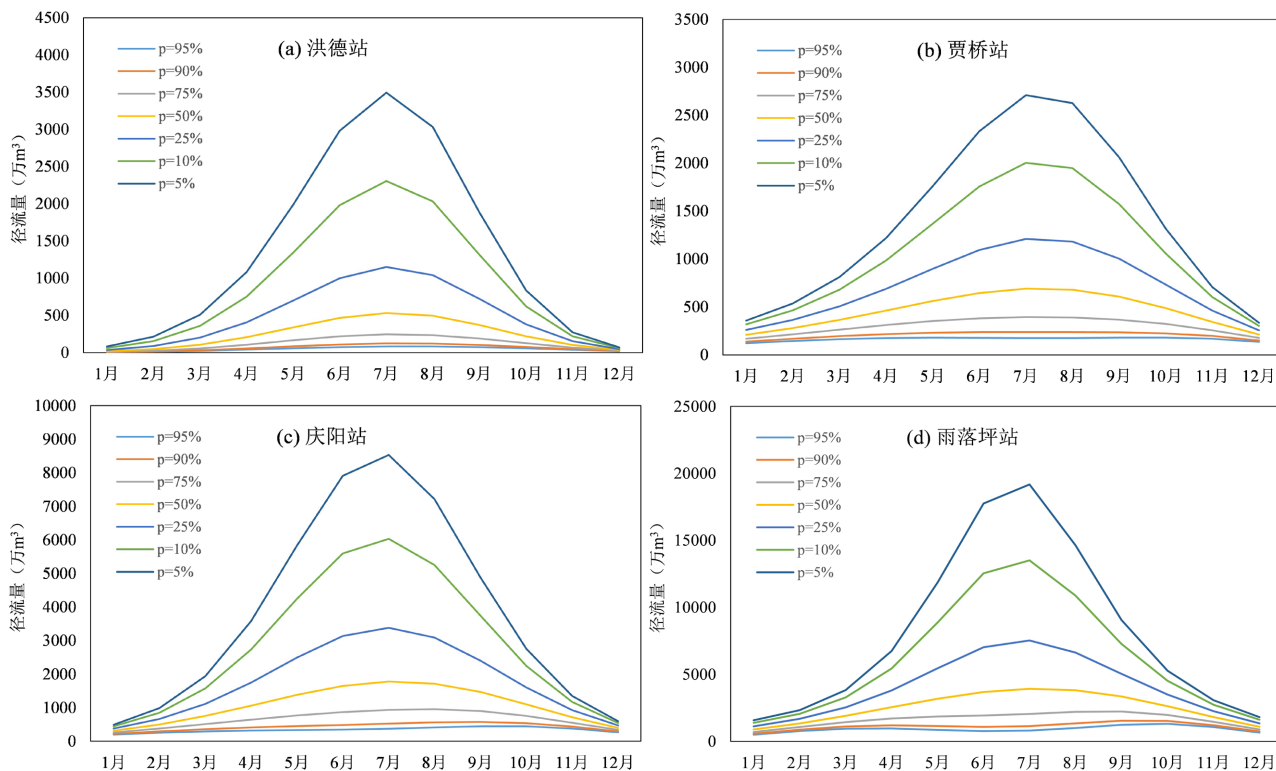 (a) 洪德站
径流量（万m³）
4500
4000
3500
3000
2500
2000
1500
1000
500
0
p=95%
p=90%
p=75%
p=50%
p=25%
p=10%
p=5%
1月 2月 3月 4月 5月 6月 7月 8月 9月 10月 11月 12月
(b) 贾桥站
径流量（万m³）
3500
3000
2500
2000
1500
1000
500
0
p=95%
p=90%
p=75%
p=50%
p=25%
p=10%
p=5%
1月 2月 3月 4月 5月 6月 7月 8月 9月 10月 11月 12月
(c) 庆阳站
径流量（万m³）
10000
9000
8000
7000
6000
5000
4000
3000
2000
1000
0
p=95%
p=90%
p=75%
p=50%
p=25%
p=10%
p=5%
1月 2月 3月 4月 5月 6月 7月 8月 9月 10月 11月 12月
(d) 雨落坪站
径流量（万m³）
25000
20000
15000
10000
5000
0
p=95%
p=90%
p=75%
p=50%
p=25%
p=10%
p=5%
1月 2月 3月 4月 5月 6月 7月 8月 9月 10月 11月 12月